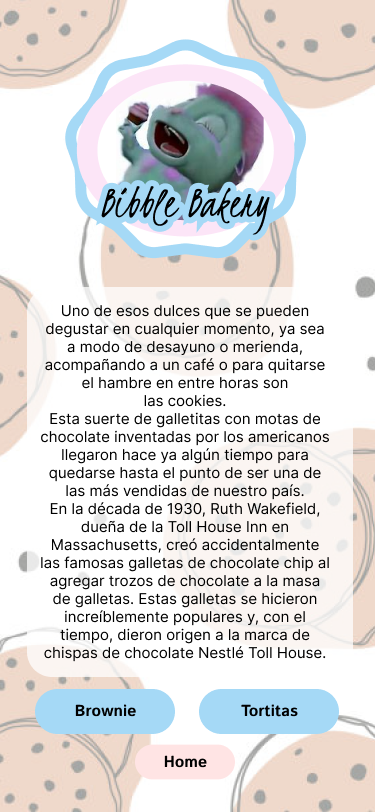 Bibble Bakery
Uno de esos dulces que se pueden
degustar en cualquier momento, ya sea
a modo de desayuno o merienda,
acompañando a un café o para quitarse
el hambre en entre horas son
las cookies.
Esta suerte de galletitas con motas de
chocolate inventadas por los americanos
llegaron hace ya algún tiempo para
quedarse hasta el punto de ser una de
las más vendidas de nuestro país.
En la década de 1930, Ruth Wakefield,
dueña de la Toll House Inn en
Massachusetts, creó accidentalmente
las famosas galletas de chocolate chip al
agregar trozos de chocolate a la masa
de galletas. Estas galletas se hicieron
increíblemente populares y, con el
tiempo, dieron origen a la marca de
chispas de chocolate Nestlé Toll House.
Brownie
Tortitas
Home